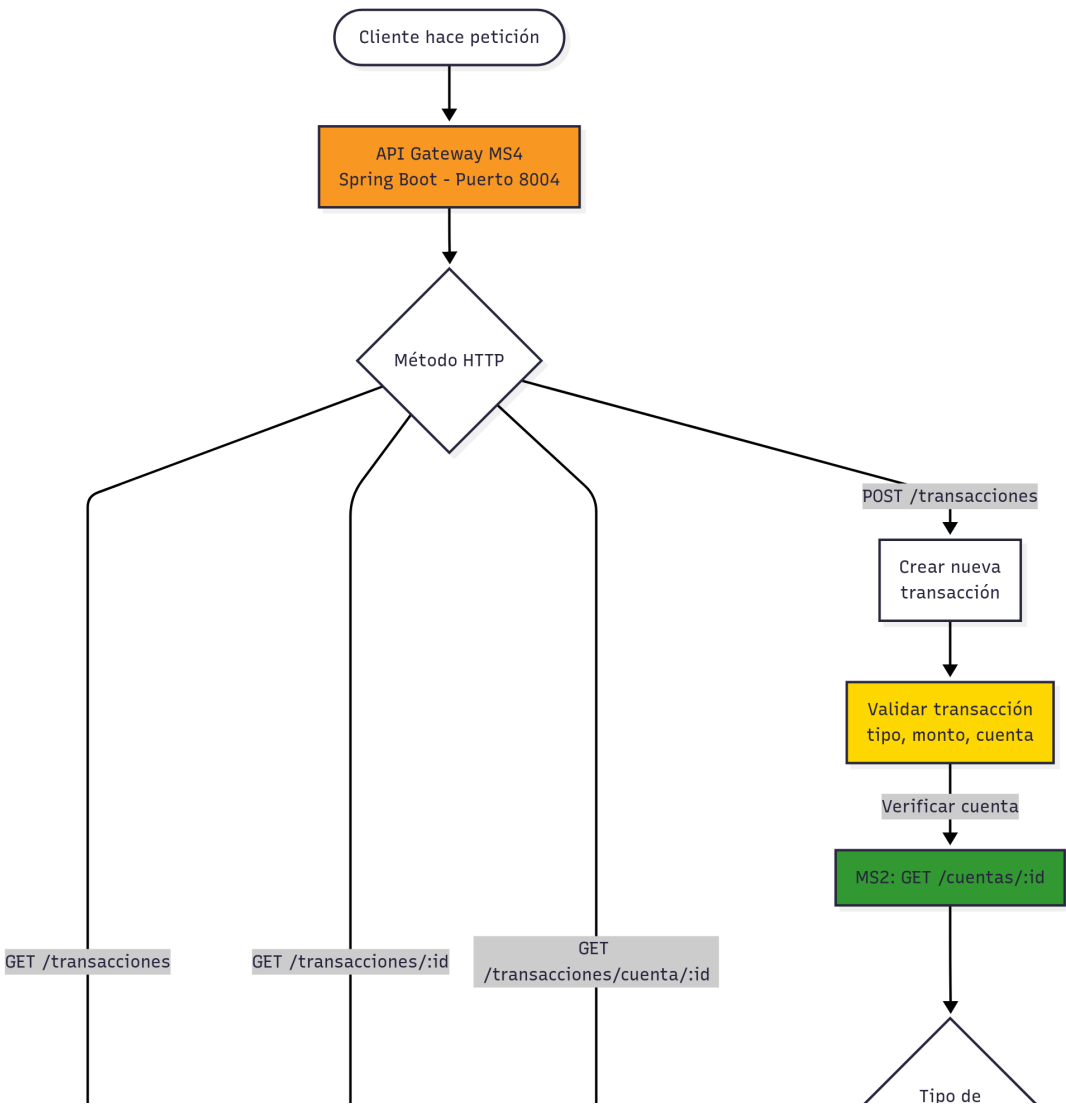 Cliente hace petición
API Gateway MS4
Spring Boot - Puerto 8004
Método HTTP
POST /transacciones
Crear nueva
transacción
Validar transacción
tipo, monto, cuenta
Verificar cuenta
MS2: GET /cuentas/:id
GET /transacciones
GET /transacciones/:id
GET
/transacciones/cuenta/:id
Tipo de